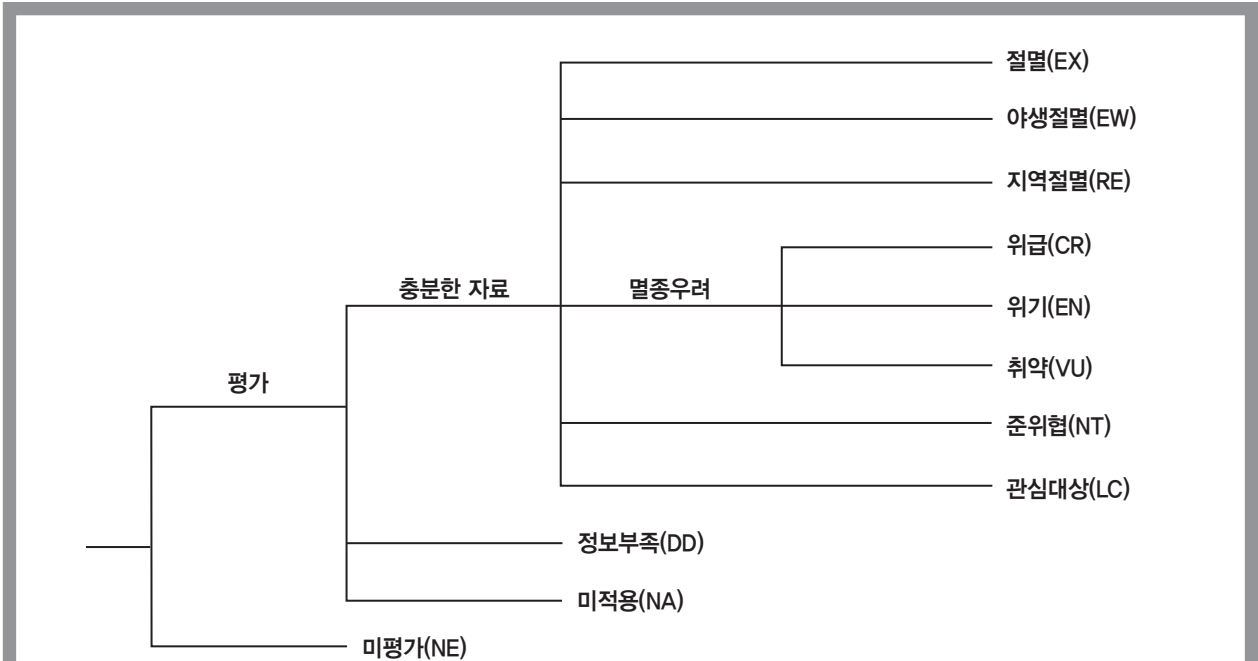 절멸(EX)
야생절멸(EW)
지역절멸(RE)
위급(CR)
충분한 자료
멸종우려
위기(EN)
취약(VU)
평가
준위협(NT)
관심대상(LC)
정보부족(DD)
미적용(NA)
미평가(NE)